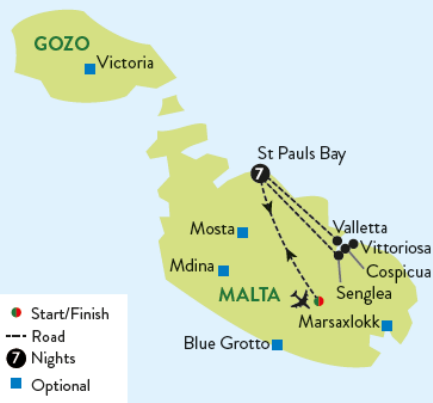 GOZO
Victoria
St Pauls Bay
7
Valletta
Vittoriosa
Cospicua
Senglea
Mosta
Mdina
MALTA
Marsaxlokk
Blue Grotto
Start/Finish
Road
7 Nights
Optional